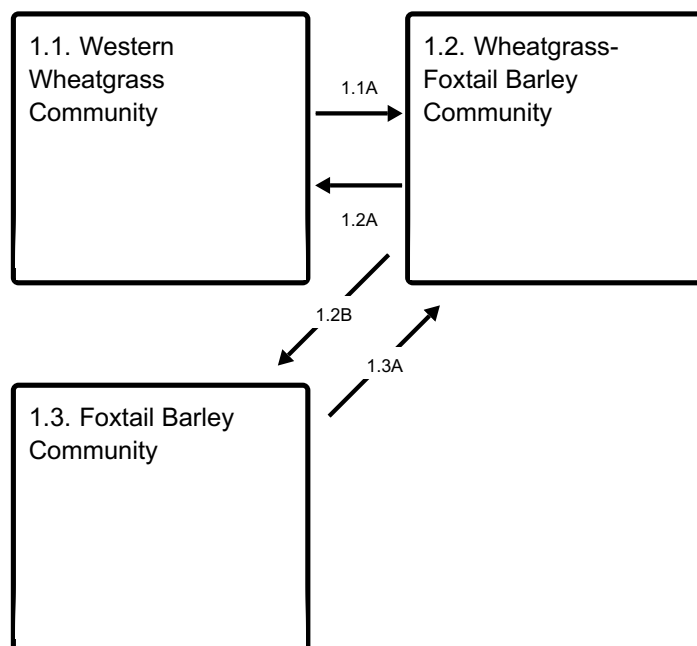 1.1. Western
Wheatgrass
Community
1.2. Wheatgrass-
Foxtail Barley
Community
1.1A
1.2A
1.2B
1.3A
1.3. Foxtail Barley
Community